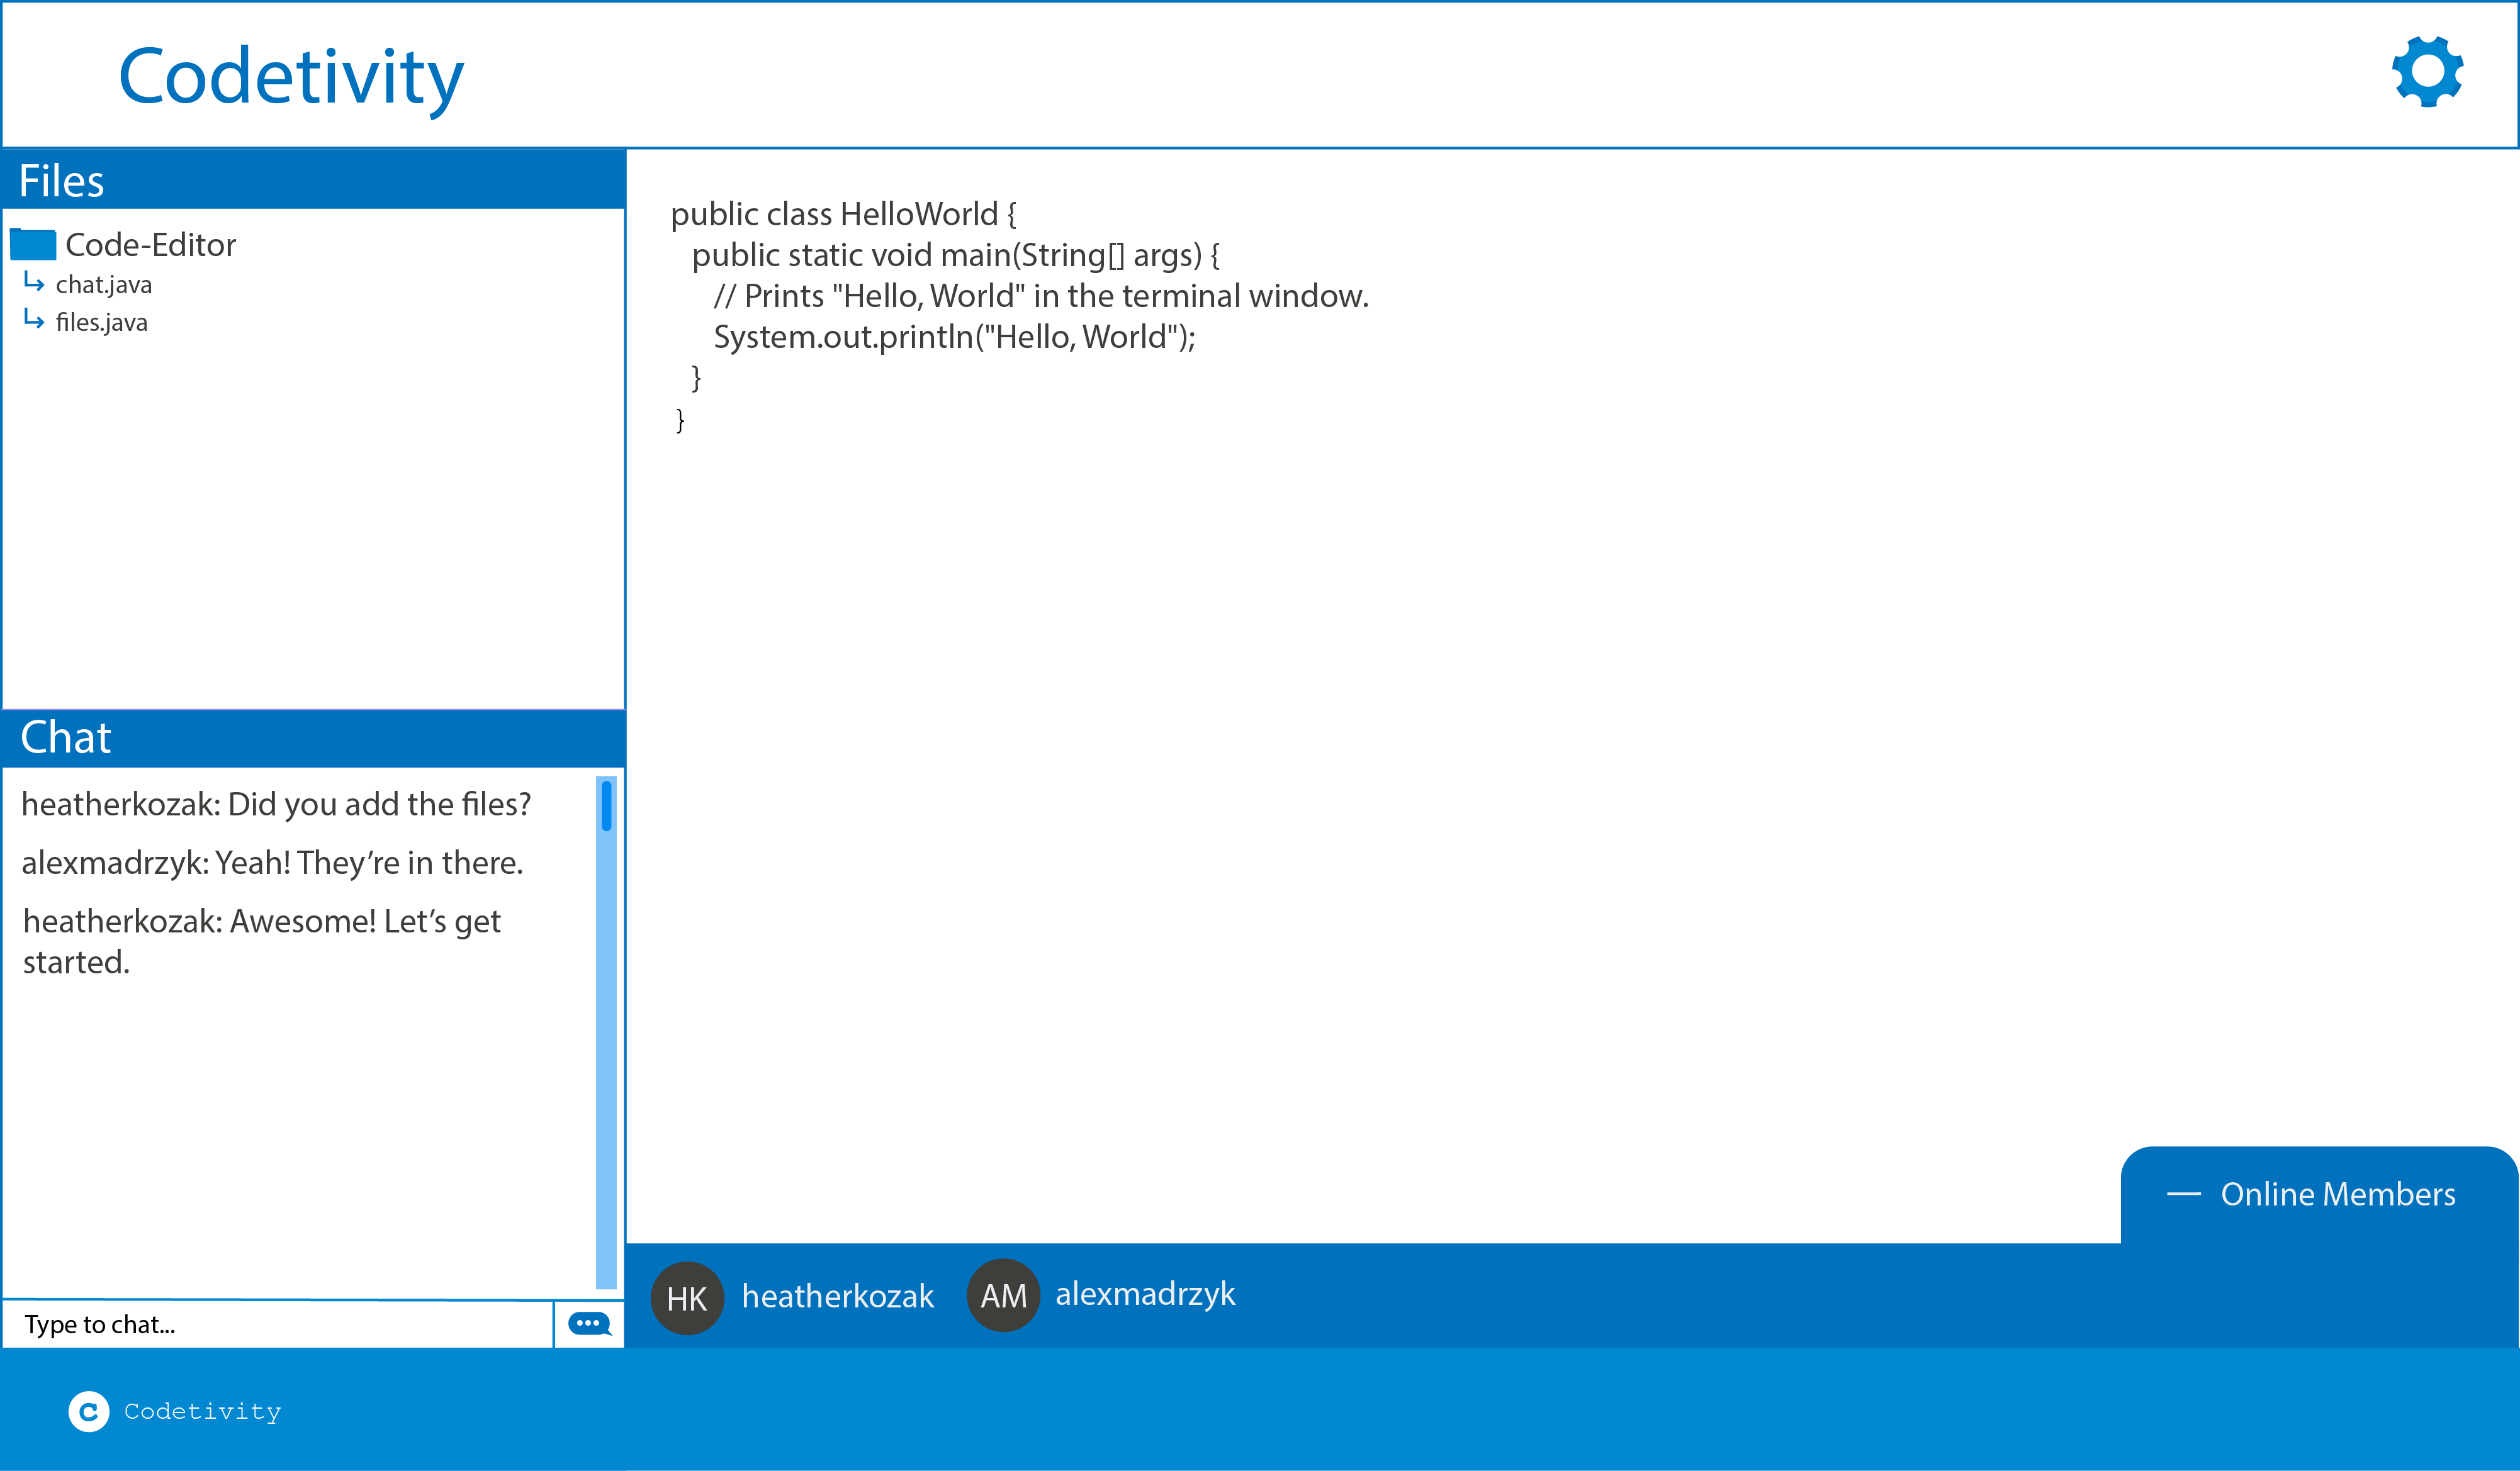 Codetivity
Files
Code-Editor
chat.java
files.java
public class HelloWorld {
public static void main(String[] args) {
// Prints "Hello, World" in the terminal window.
System.out.println("Hello, World");
}
}
Chat
heatherkozak: Did you add the files?
alexmadrzyk: Yeah! They’re in there.
heatherkozak: Awesome! Let’s get
started.
Type to chat...
— Online Members
HK heatherkozak AM alexmadrzyk
C Codetivity